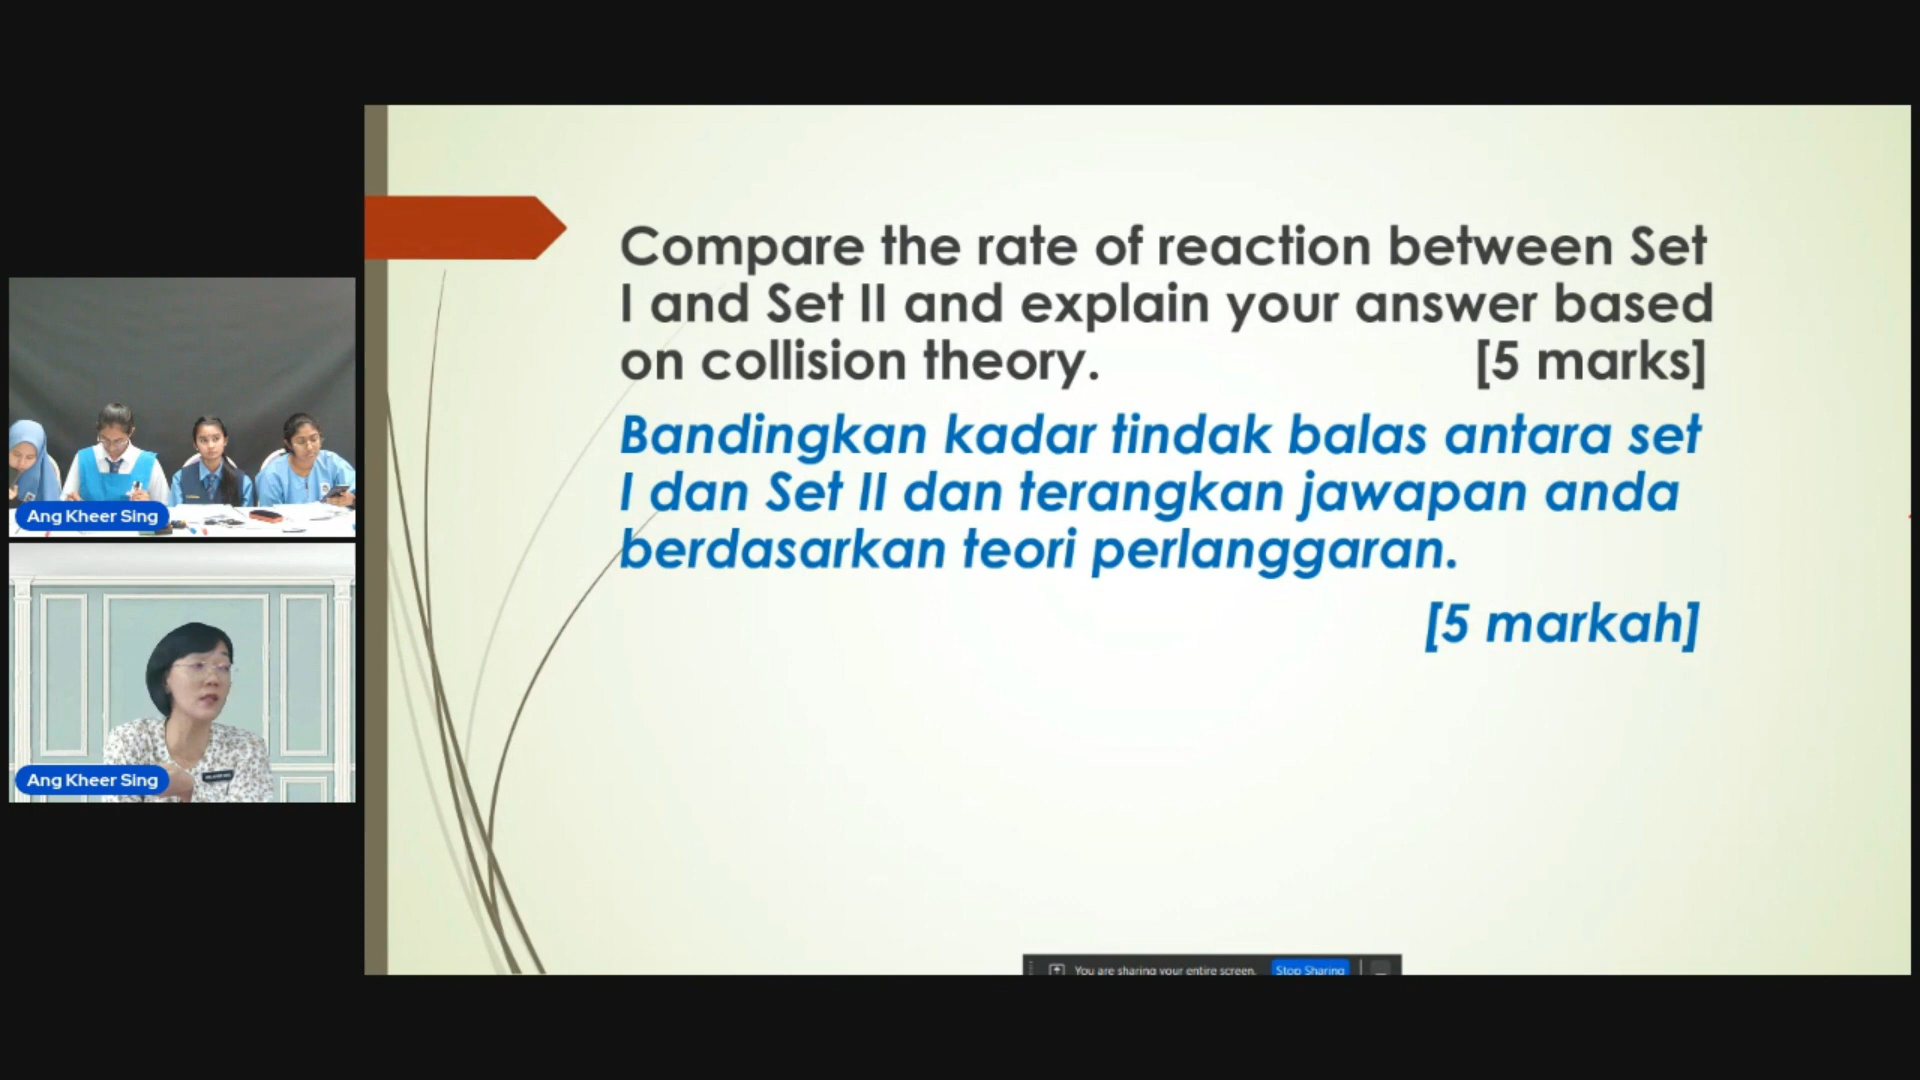 Compare the rate of reaction between Set
I and Set II and explain your answer based
on collision theory. [5 marks]
Bandingkan kadar tindak balas antara set
I dan Set II dan terangkan jawapan anda
berdasarkan teori perlanggaran.
[5 markah]
Ang Kheer Sing
Ang Kheer Sing
You are sharing your entire screen. Stop Sharing